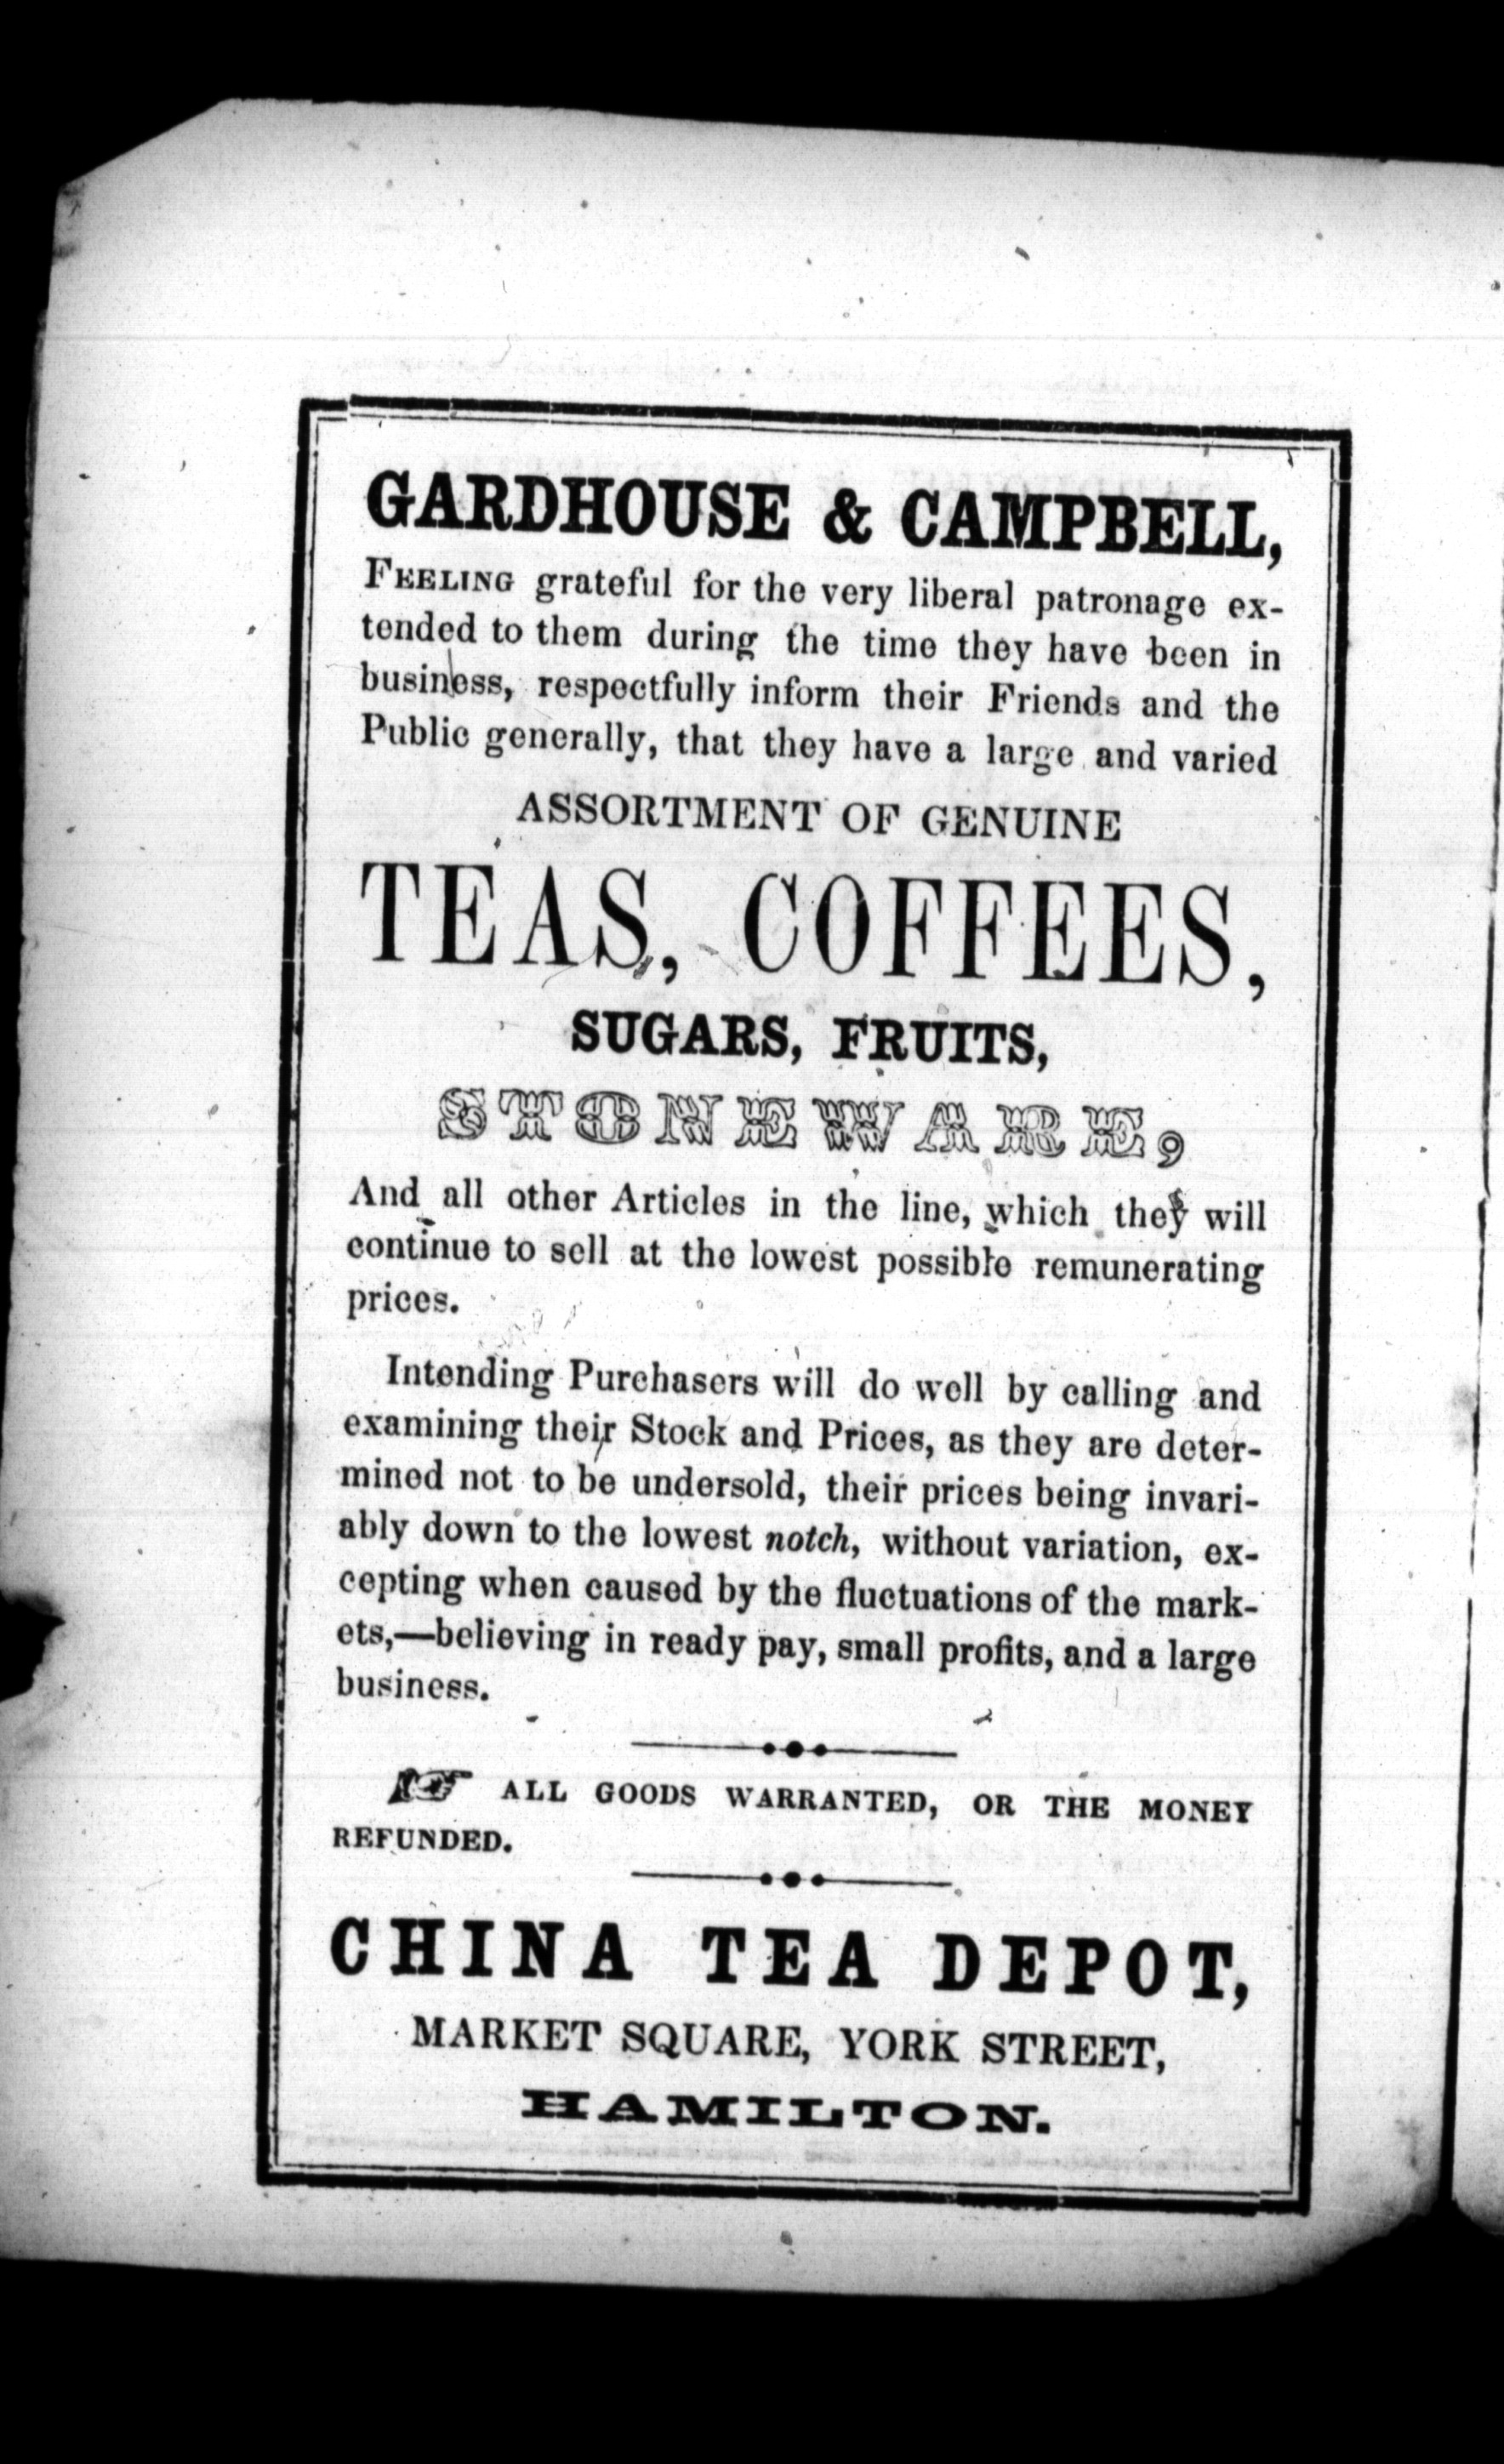 GARDHOUSE & CAMPBELL,
FEELING grateful for the very liberal patronage ex-
tended to them during the time they have been in
business, respectfully inform their Friends and the
Public generally, that they have a large and varied
ASSORTMENT OF GENUINE
TEAS, COFFEES,
SUGARS, FRUITS,
STONEWARE,
And all other Articles in the line, which they will
continue to sell at the lowest possible remunerating
prices.
Intending Purchasers will do well by calling and
examining their Stock and Prices, as they are deter-
mined not to be undersold, their prices being invari-
ably down to the lowest notch, without variation, ex-
cepting when caused by the fluctuations of the mark-
ets,—believing in ready pay, small profits, and a large
business.
☞ ALL GOODS WARRANTED, OR THE MONEY
REFUNDED.
CHINA TEA DEPOT,
MARKET SQUARE, YORK STREET,
HAMILTON.